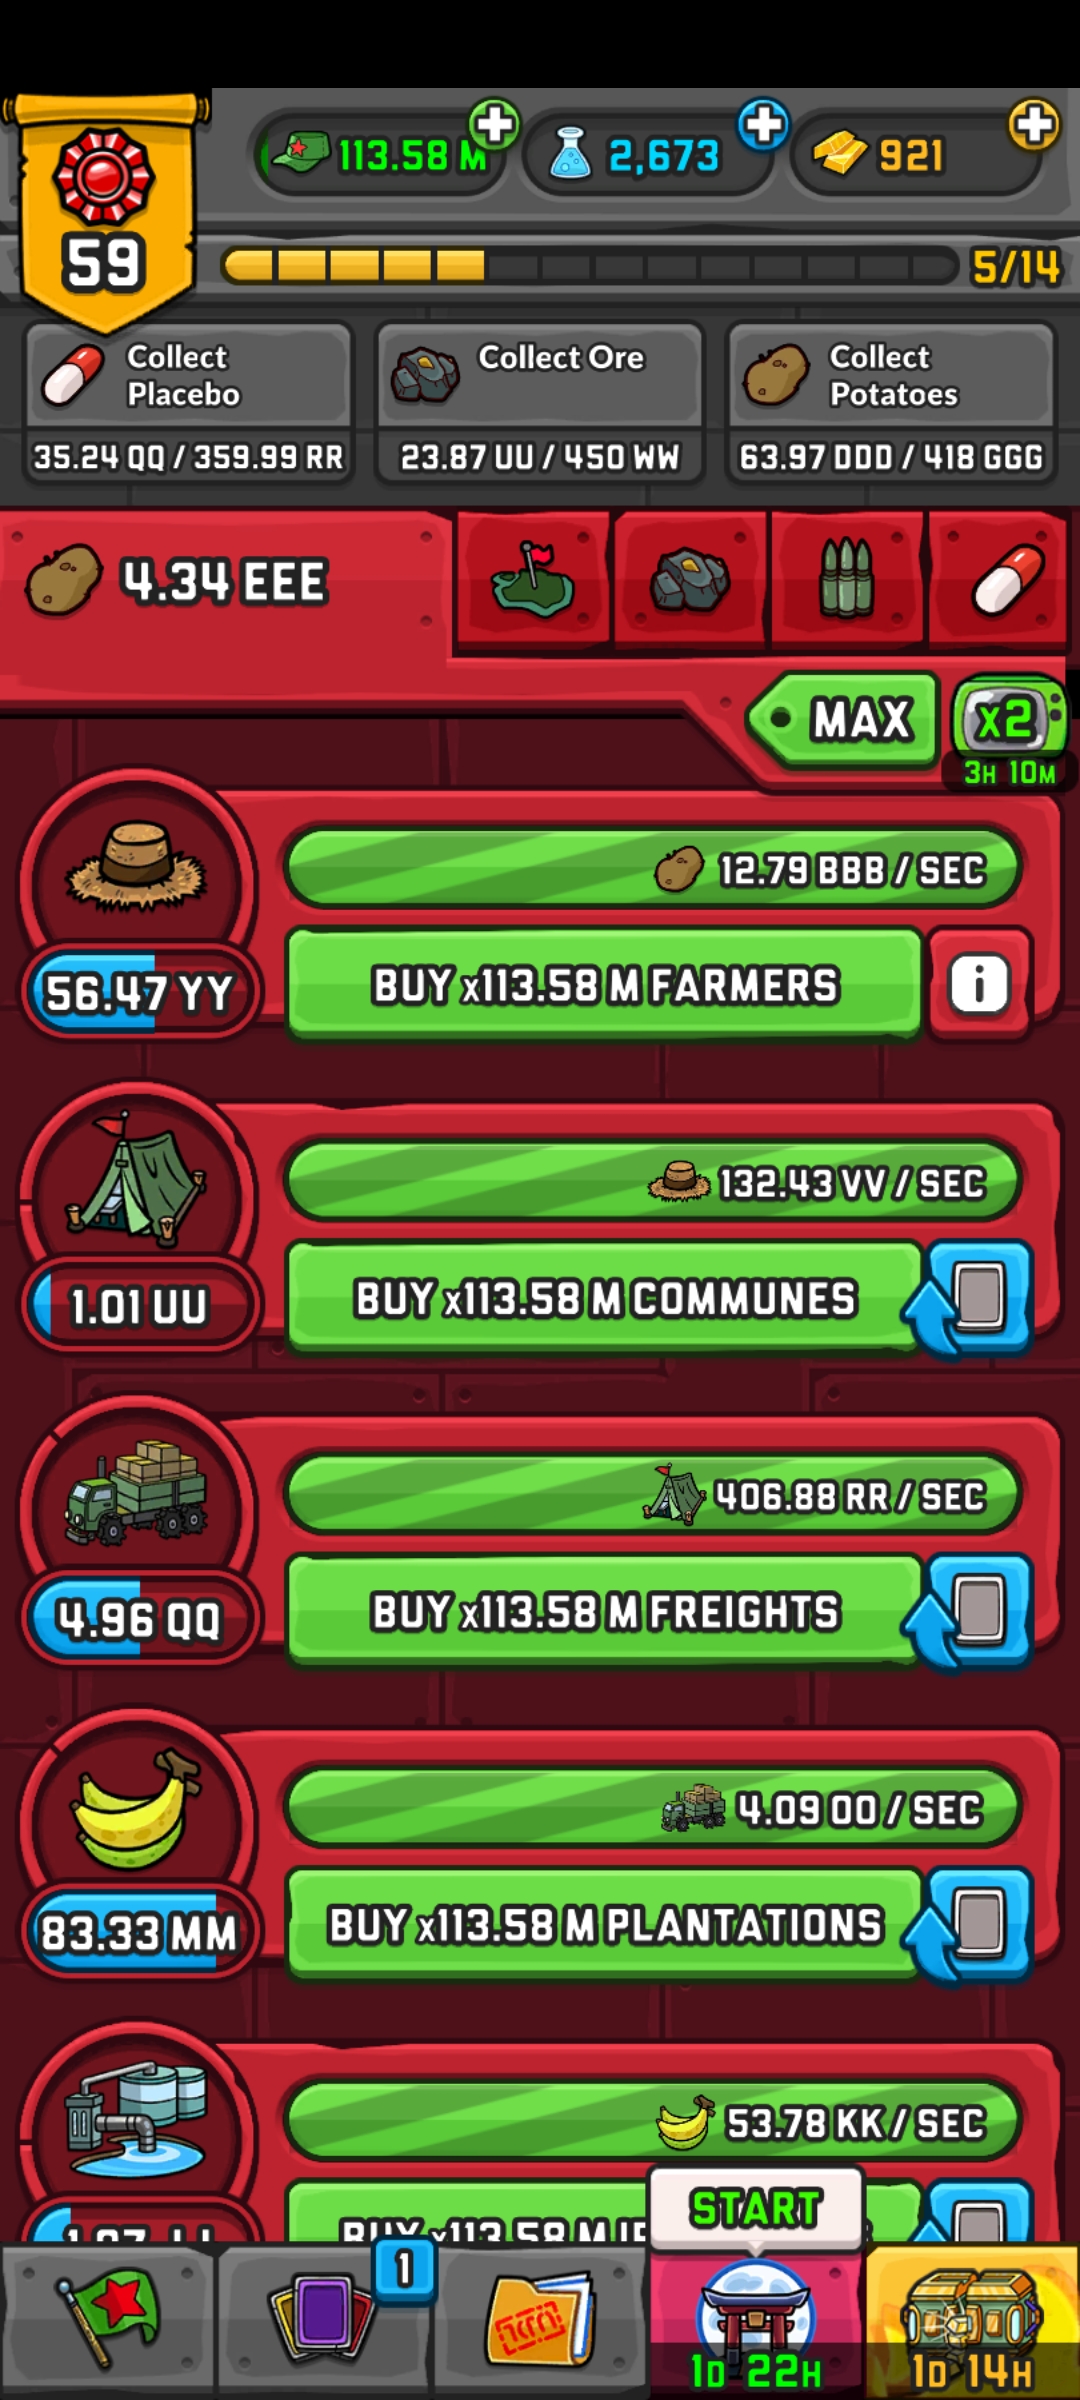 113.58 M
2,673
921
59
5/14
Collect Placebo
35.24 QQ / 359.99 RR
Collect Ore
23.87 UU / 450 WW
Collect Potatoes
63.97 DDD / 418 GGG
4.34 EEE
MAX
x2
3H 10M
12.79 BBB / SEC
56.47 YY
BUY x113.58 M FARMERS
i
132.43 VV / SEC
1.01 UU
BUY x113.58 M COMMUNES
406.88 RR / SEC
4.96 QQ
BUY x113.58 M FREIGHTS
4.09 OO / SEC
83.33 MM
BUY x113.58 M PLANTATIONS
53.78 KK / SEC
BUY x113.58 M
START
1
1D 22H
1D 14H